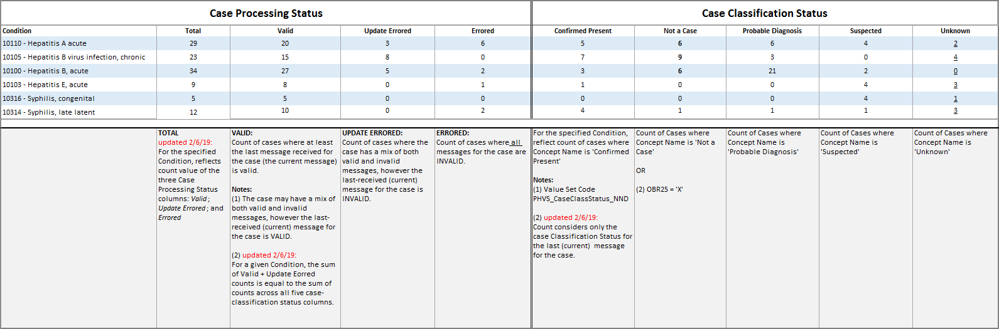 Case Processing Status Case Classification Status
Condition Total Valid Update Errored Errored Confirmed Present Not a Case Probable Diagnosis Suspected Unknown
10110 - Hepatitis A acute 29 20 3 6 5 6 6 4 2
10105 - Hepatitis B virus infection, chronic 23 15 8 0 7 9 3 0 4
10100 - Hepatitis B, acute 34 27 5 2 3 6 21 2 0
10103 - Hepatitis E, acute 9 8 0 1 1 0 0 4 3
10316 - Syphilis, congenital 5 5 0 0 0 0 0 4 1
10314 - Syphilis, late latent 12 10 0 2 4 1 1 1 3
TOTAL
updated 2/6/19:
For the specified
Condition, reflects
count value of the
three Case
Processing Status
columns: Valid ;
Update Errored ; and
Errored
VALID:
Count of cases where at least
the last message received for
the case (the current message)
is valid.
Notes:
(1) The case may have a mix of
both valid and invalid
messages, however the last-
received (current) message for
the case is VALID.
(2) updated 2/6/19:
For a given Condition, the sum
of Valid + Update Eorred
counts is equal to the sum of
counts across all five case-
classification status columns.
UPDATE ERRORED:
Count of cases where the
case has a mix of both
valid and invalid
messages, however the
last-received (current)
message for the case is
INVALID.
ERRORED:
Count of cases where all
messages for the case are
INVALID.
For the specified Condition,
reflect count of cases where
Concept Name is 'Confirmed
Present'
Notes:
(1) Value Set Code
PHVS_CaseClassStatus_NND
(2) updated 2/6/19:
Count considers only the
case Classification Status for
the last (current) message
for the case.
Count of Cases where
Concept Name is 'Not a
Case'
OR
(2) OBR25 = 'X'
Count of Cases where
Concept Name is
'Probable Diagnosis'
Count of Cases where
Concept Name is
'Suspected'
Count of Cases where
Concept Name is
'Unknown'